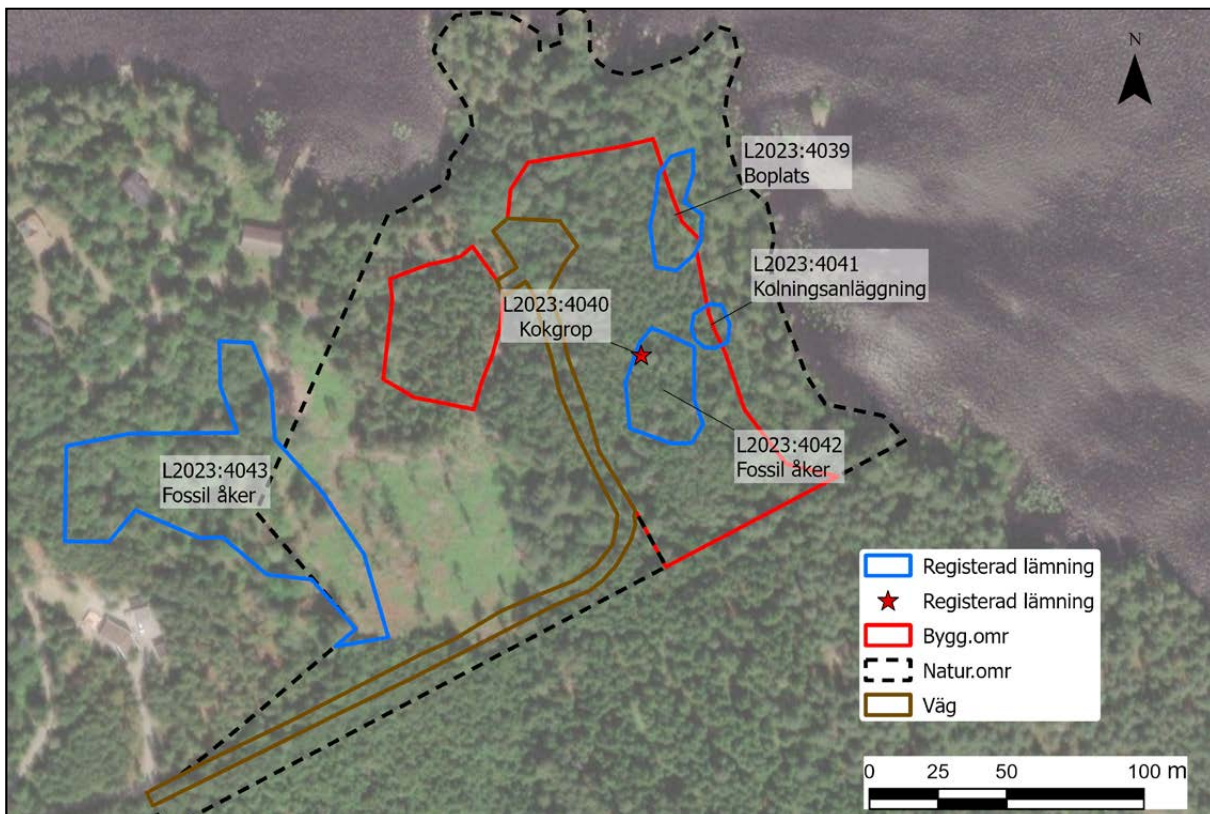 N
L2023:4039
Boplats
L2023:4041
Kolningsanläggning
L2023:4040
Kokgrop
L2023:4042
Fossil åker
L2023:4043
Fossil åker
Registerad lämning
Registerad lämning
Bygg.omr
Natur.omr
Väg
0 25 50 100 m